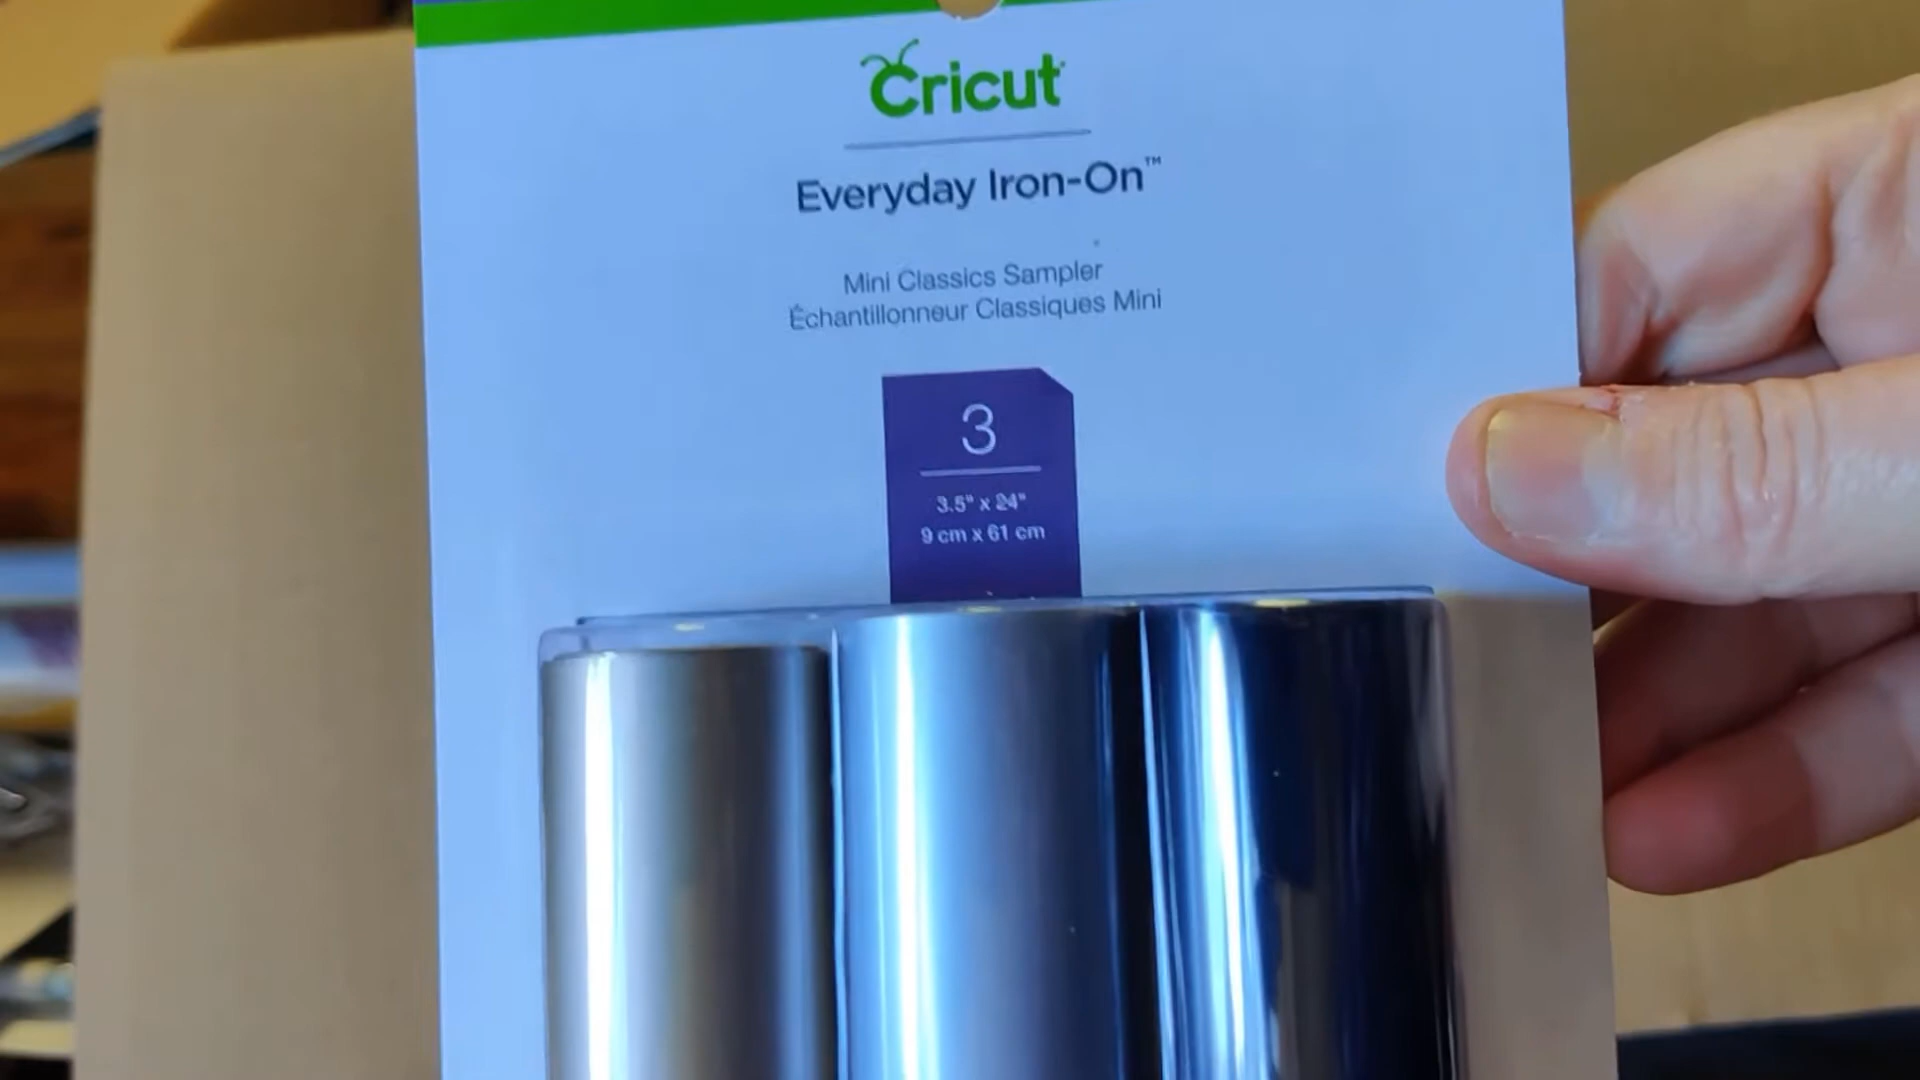 Cricut
Everyday Iron-On™
Mini Classics Sampler
Échantillonneur Classiques Mini
3
3.5" x 24"
9 cm x 61 cm